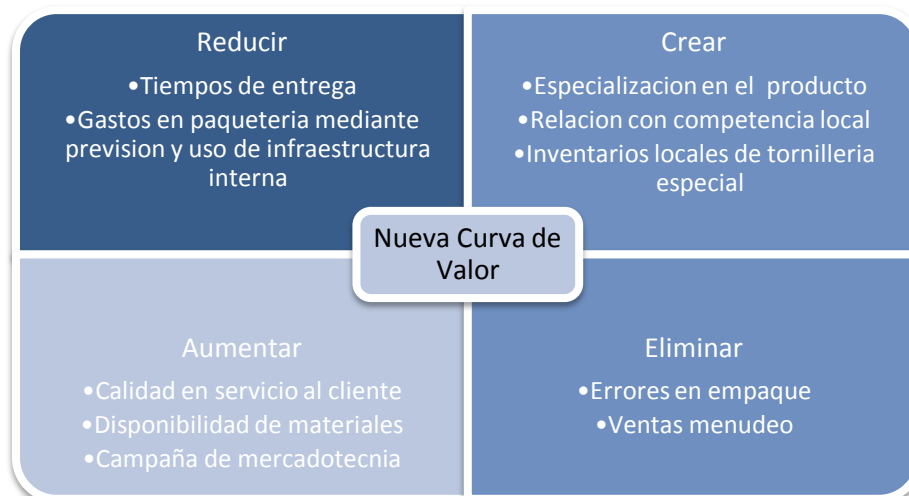 Reducir
•Tiempos de entrega
•Gastos en paqueteria mediante
prevision y uso de infraestructura
interna
Crear
•Especializacion en el producto
•Relacion con competencia local
•Inventarios locales de tornilleria
especial
Nueva Curva de
Valor
Aumentar
•Calidad en servicio al cliente
•Disponibilidad de materiales
•Campaña de mercadotecnia
Eliminar
•Errores en empaque
•Ventas menudeo